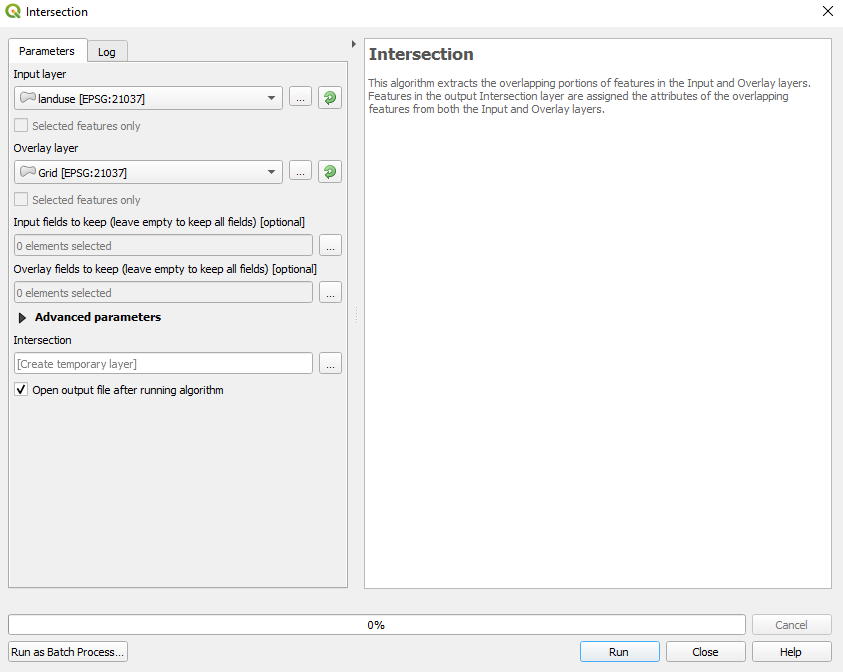 Intersection
Parameters
Log
Input layer
landuse [EPSG:21037]
...
Selected features only
Overlay layer
Grid [EPSG:21037]
...
Selected features only
Input fields to keep (leave empty to keep all fields) [optional]
0 elements selected
...
Overlay fields to keep (leave empty to keep all fields) [optional]
0 elements selected
...
Advanced parameters
Intersection
[Create temporary layer]
...
Open output file after running algorithm
Intersection
This algorithm extracts the overlapping portions of features in the Input and Overlay layers.
Features in the output Intersection layer are assigned the attributes of the overlapping
features from both the Input and Overlay layers.
0%
Cancel
Run as Batch Process...
Run
Close
Help